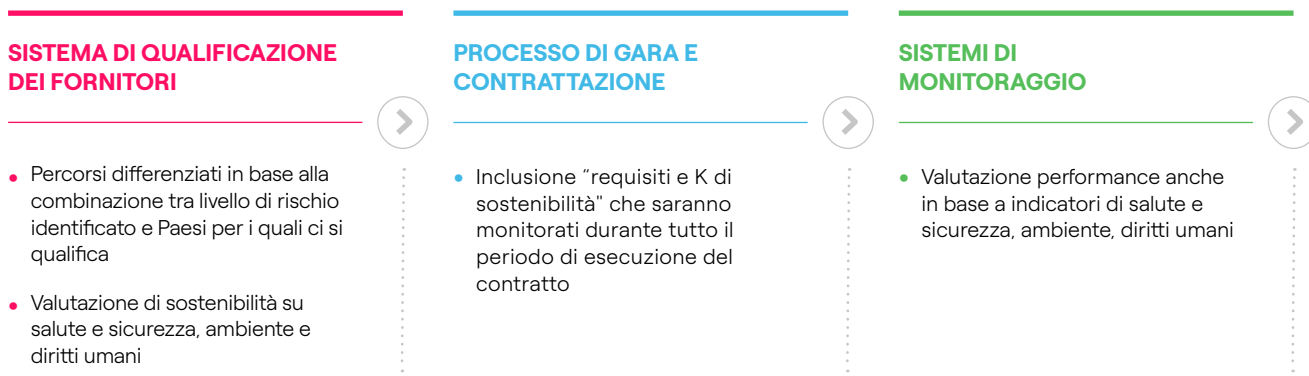 SISTEMA DI QUALIFICAZIONE
DEI FORNITORI
• Percorsi differenziati in base alla
combinazione tra livello di rischio
identificato e Paesi per i quali ci si
qualifica
• Valutazione di sostenibilità su
salute e sicurezza, ambiente e
diritti umani
PROCESSO DI GARA E
CONTRATTAZIONE
• Inclusione “requisiti e K di
sostenibilità" che saranno
monitorati durante tutto il
periodo di esecuzione del
contratto
SISTEMI DI
MONITORAGGIO
• Valutazione performance anche
in base a indicatori di salute e
sicurezza, ambiente, diritti umani